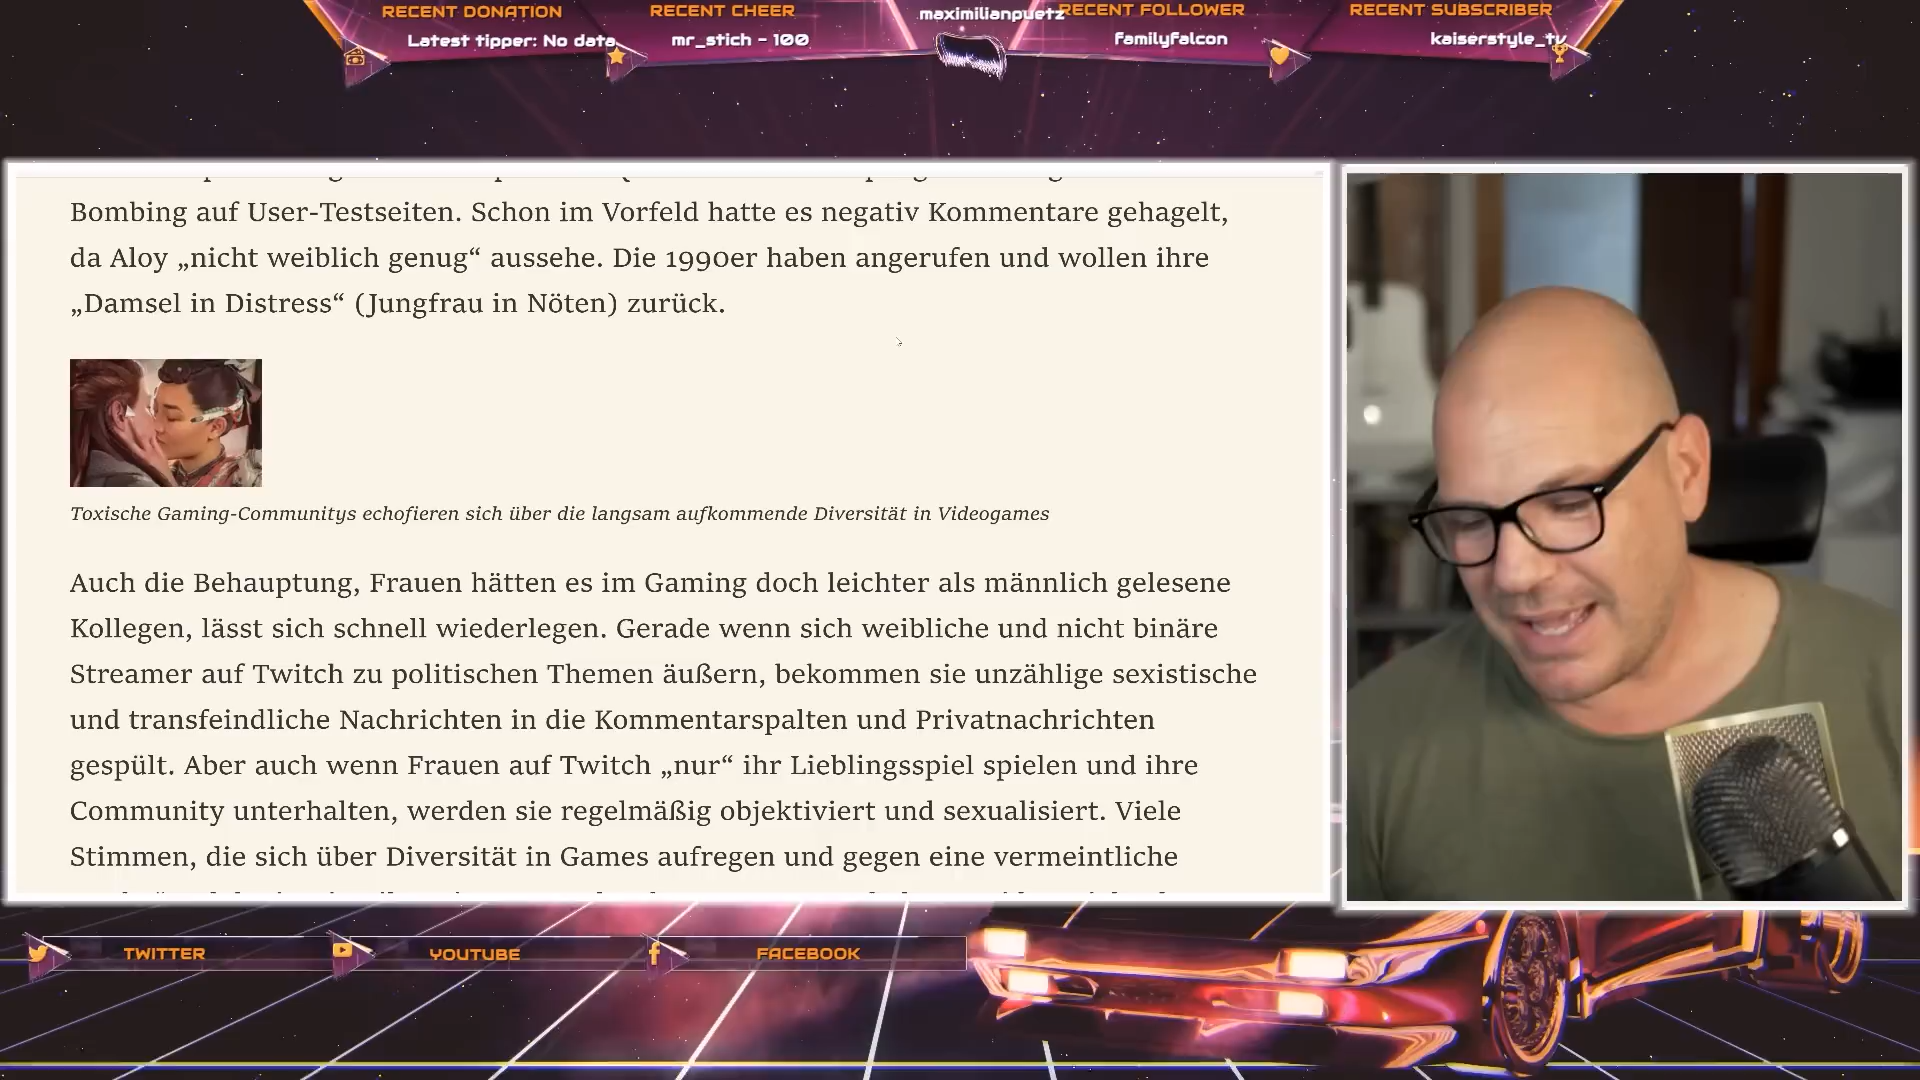 RECENT DONATION
Latest tipper: No data
RECENT CHEER
mr_stich - 100
maximilianpuetz
RECENT FOLLOWER
familyfalcon
RECENT SUBSCRIBER
kaiserstyle_tv
Bombing auf User-Testseiten. Schon im Vorfeld hatte es negativ Kommentare gehagelt,
da Aloy „nicht weiblich genug“ aussehe. Die 1990er haben angerufen und wollen ihre
„Damsel in Distress“ (Jungfrau in Nöten) zurück.
Toxische Gaming-Communitys echofieren sich über die langsam aufkommende Diversität in Videogames
Auch die Behauptung, Frauen hätten es im Gaming doch leichter als männlich gelesene
Kollegen, lässt sich schnell wiederlegen. Gerade wenn sich weibliche und nicht binäre
Streamer auf Twitch zu politischen Themen äußern, bekommen sie unzählige sexistische
und transfeindliche Nachrichten in die Kommentarspalten und Privatnachrichten
gespült. Aber auch wenn Frauen auf Twitch „nur“ ihr Lieblingsspiel spielen und ihre
Community unterhalten, werden sie regelmäßig objektiviert und sexualisiert. Viele
Stimmen, die sich über Diversität in Games aufregen und gegen eine vermeintliche
TWITTER
YOUTUBE
FACEBOOK